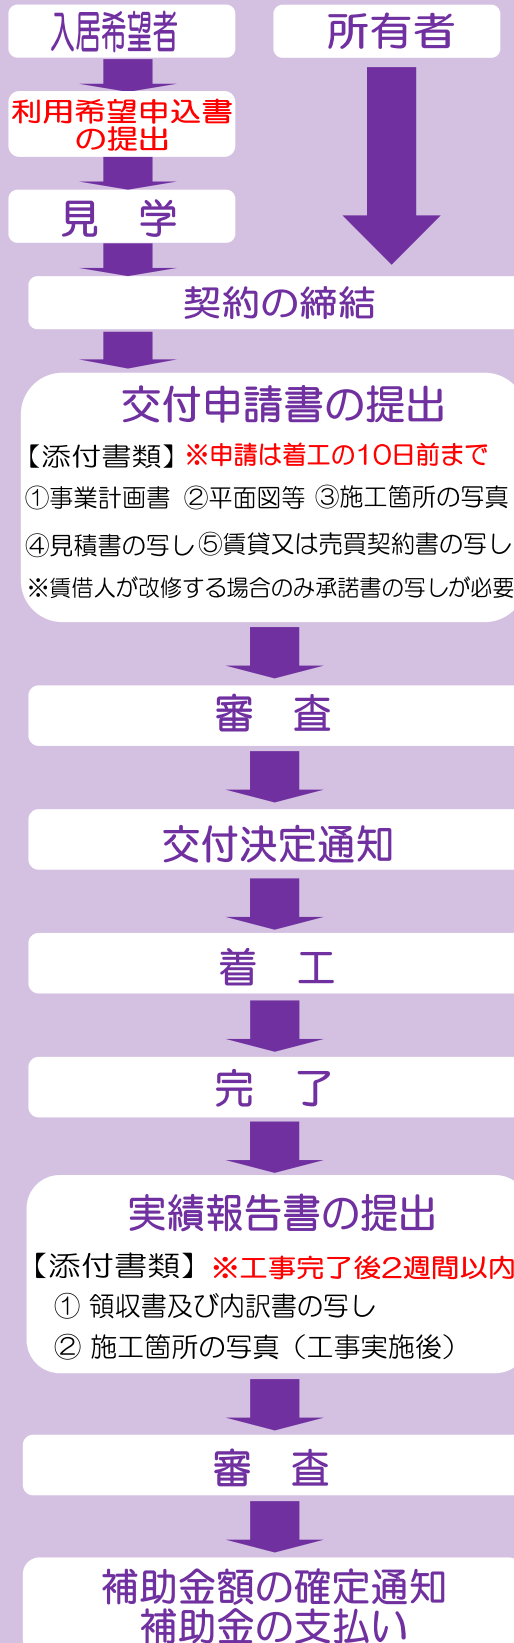 入居希望者
所有者
利用希望申込書
の提出
見　学
契約の締結
交付申請書の提出
【添付書類】※申請は着工の10日前まで
①事業計画書 ②平面図等 ③施工箇所の写真
④見積書の写し⑤賃貸又は売買契約書の写し
※賃借人が改修する場合のみ承諾書の写しが必要
審　査
交付決定通知
着　工
完　了
実績報告書の提出
【添付書類】※工事完了後2週間以内
① 領収書及び内訳書の写し
② 施工箇所の写真（工事実施後）
審　査
補助金額の確定通知
補助金の支払い